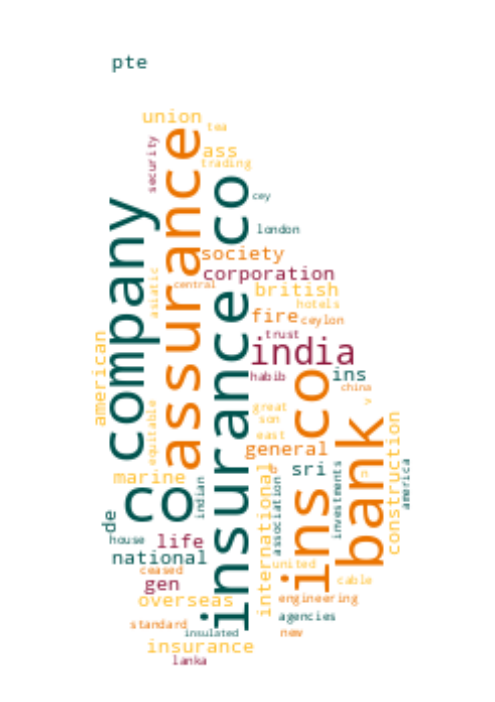 pte
union
tea
security
assurance
ass
trading
company
insurance co
cey
london
society
corporation
central
asiatic
british
hotels
fire
ceylon
trust
american
india
habib
ins
china
ins co
equitable
great
son
east
bank
v
construction
general
marine
sri
international
indian
association
investments
america
co
de
house
life
national
united
ceased
gen
cable
overseas
engineering
standard
insulated
agencies
new
insurance
lanka